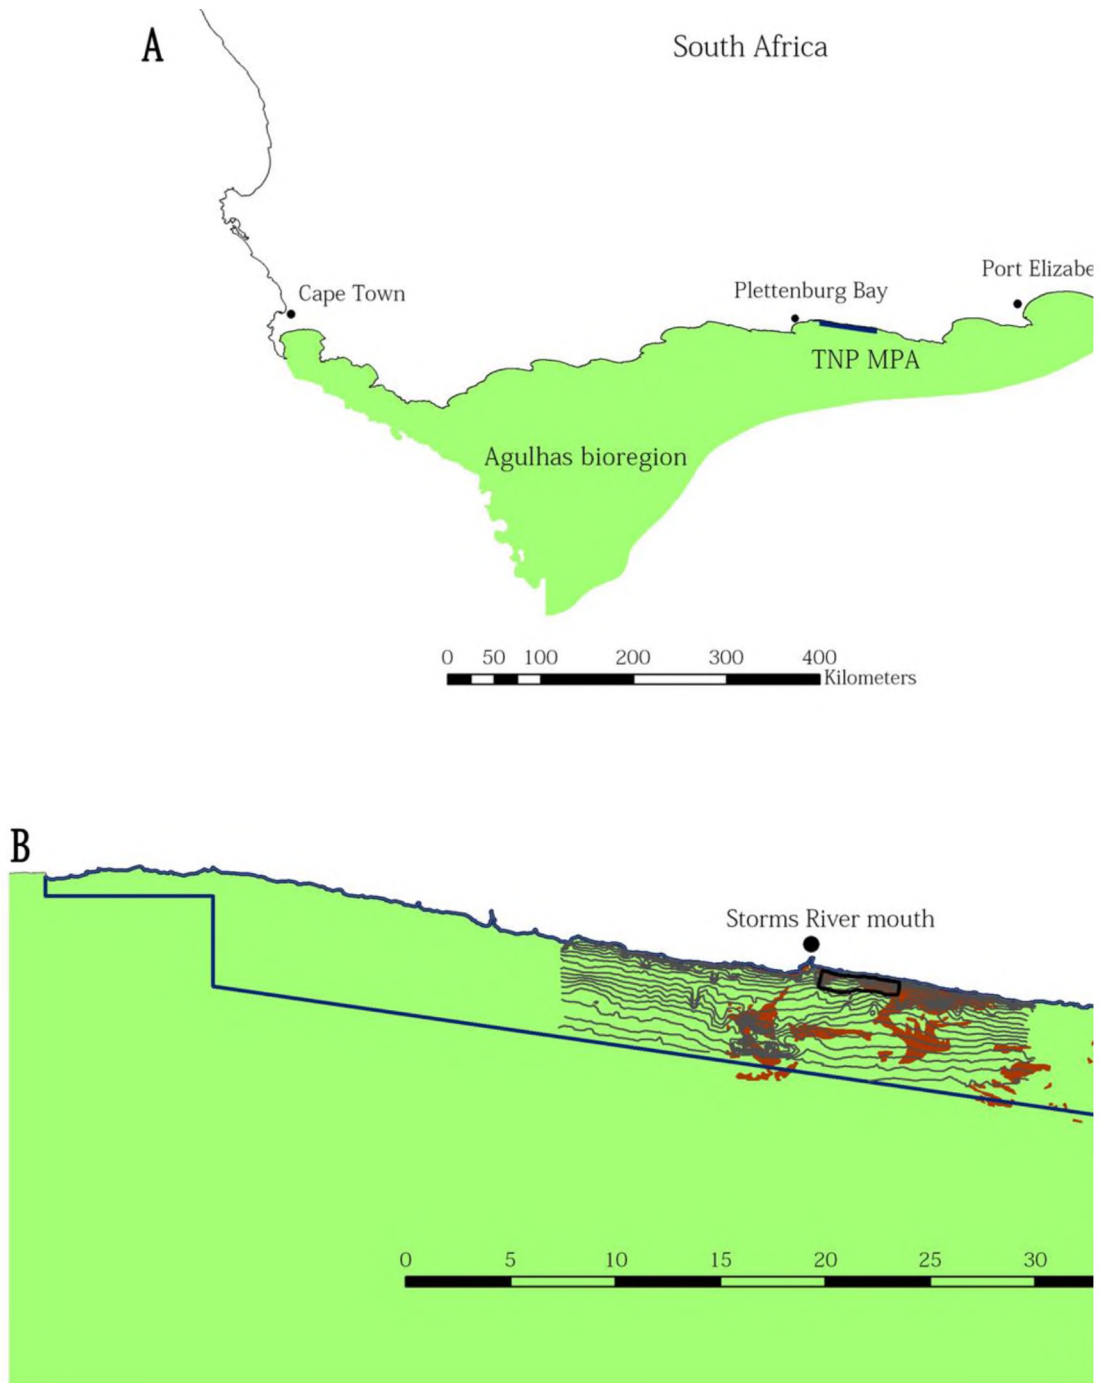 A
South Africa
Port Elizabe
Plettenburg Bay
Cape Town
TNP MPA
Agulhas bioregion
0 50 100 200 300 400
Kilometers
B
Storms River mouth
0 5 10 15 20 25 30